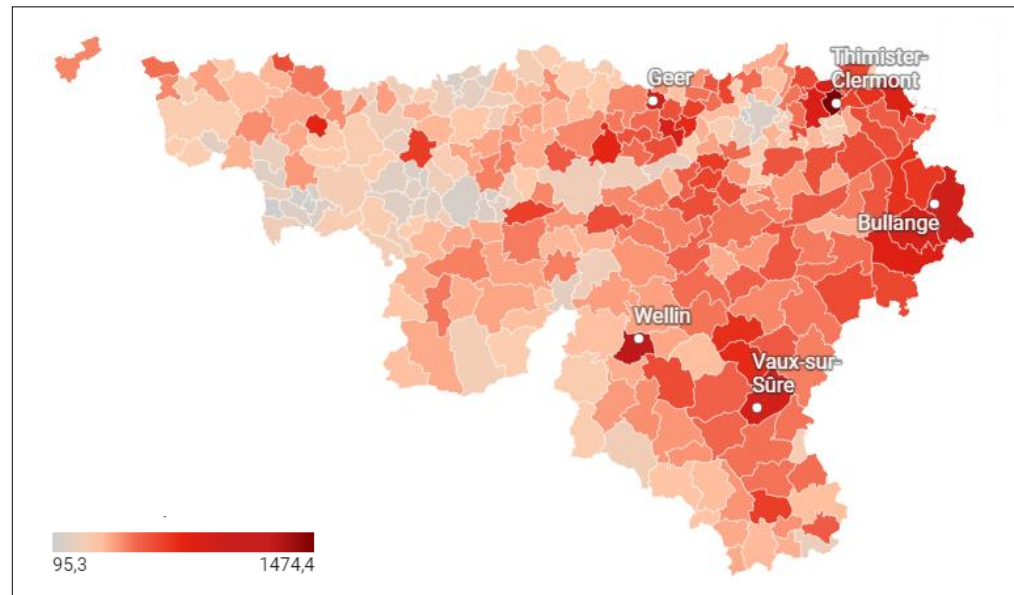 Thimister-
Clermont
Geer
Bullange
Wellin
Vaux-sur-
Sûre
95,3
1474,4